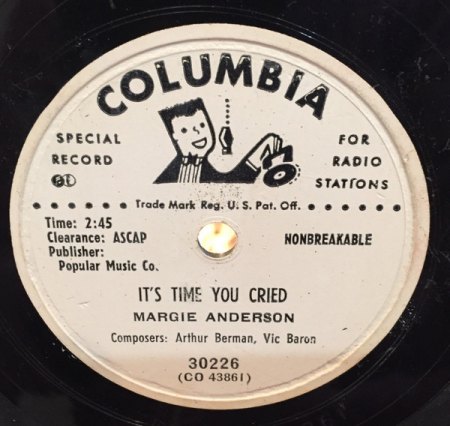 COLUMBIA
SPECIAL RECORD
FOR RADIO STATIONS
Trade Mark Reg. U. S. Pat. Off.
Time: 2:45
Clearance: ASCAP
Publisher:
Popular Music Co.
NONBREAKABLE
IT'S TIME YOU CRIED
MARGIE ANDERSON
Composers: Arthur Berman, Vic Baron
30226
(CO 43861)